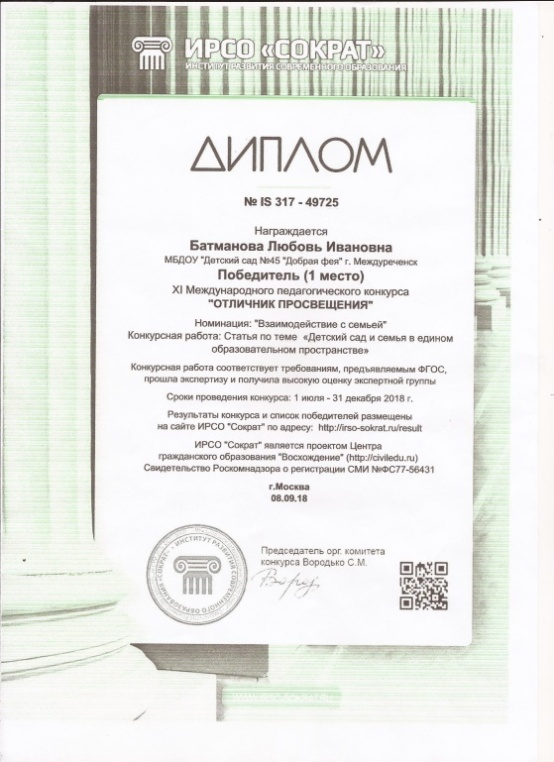 ИРСО «СОКРАТ»
ИНСТИТУТ РАЗВИТИЯ СОВРЕМЕННОГО ОБРАЗОВАНИЯ
ДИПЛОМ
№ IS 317 - 49725
Награждается
Батманова Любовь Ивановна
МБДОУ "Детский сад №45 "Добрая фея" г. Междуреченск
Победитель (1 место)
XI Международного педагогического конкурса
"ОТЛИЧНИК ПРОСВЕЩЕНИЯ"
Номинация: "Взаимодействие с семьей"
Конкурсная работа: Статья по теме «Детский сад и семья в едином
образовательном пространстве»
Конкурсная работа соответствует требованиям, предъявляемым ФГОС,
прошла экспертизу и получила высокую оценку экспертной группы
Сроки проведения конкурса: 1 июля - 31 декабря 2018 г.
Результаты конкурса и список победителей размещены
на сайте ИРСО "Сократ" по адресу: http://irso-sokrat.ru/result
ИРСО "Сократ" является проектом Центра
гражданского образования "Восхождение" (http://civiledu.ru)
Свидетельство Роскомнадзора о регистрации СМИ №ФС77-56431
г.Москва
08.09.18
Председатель орг. комитета
конкурса Вородько С.М.
«СОКРАТ» • ИНСТИТУТ РАЗВИТИЯ СОВРЕМЕННОГО ОБРАЗОВАНИЯ